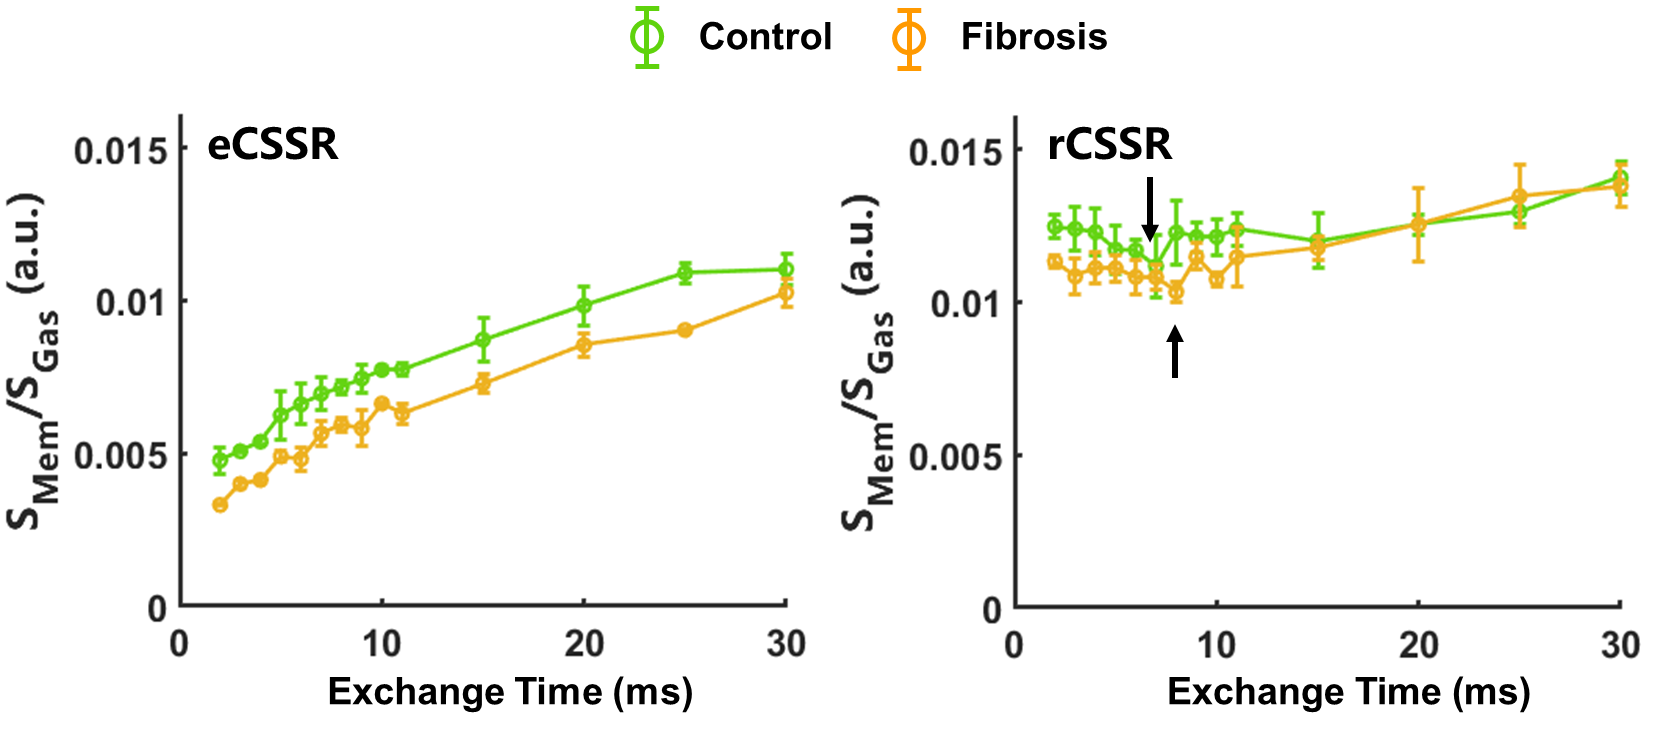 Control Fibrosis
eCSSR
0.015
0.01
0.005
0
0 10 20 30
Exchange Time (ms)
SMem/SGas (a.u.)
rCSSR
0.015
0.01
0.005
0
0 10 20 30
Exchange Time (ms)
SMem/SGas (a.u.)